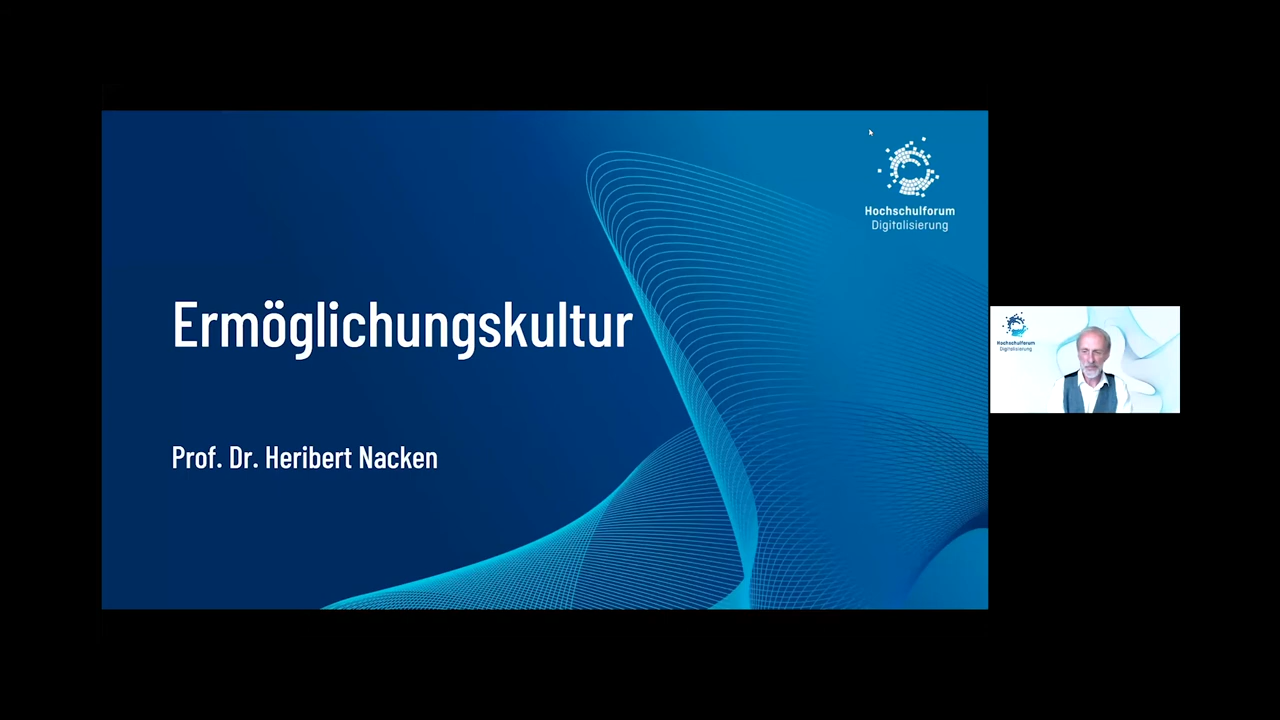 Hochschulforum
Digitalisierung
Ermöglichungskultur
Prof. Dr. Heribert Nacken
Hochschulforum
Digitalisierung